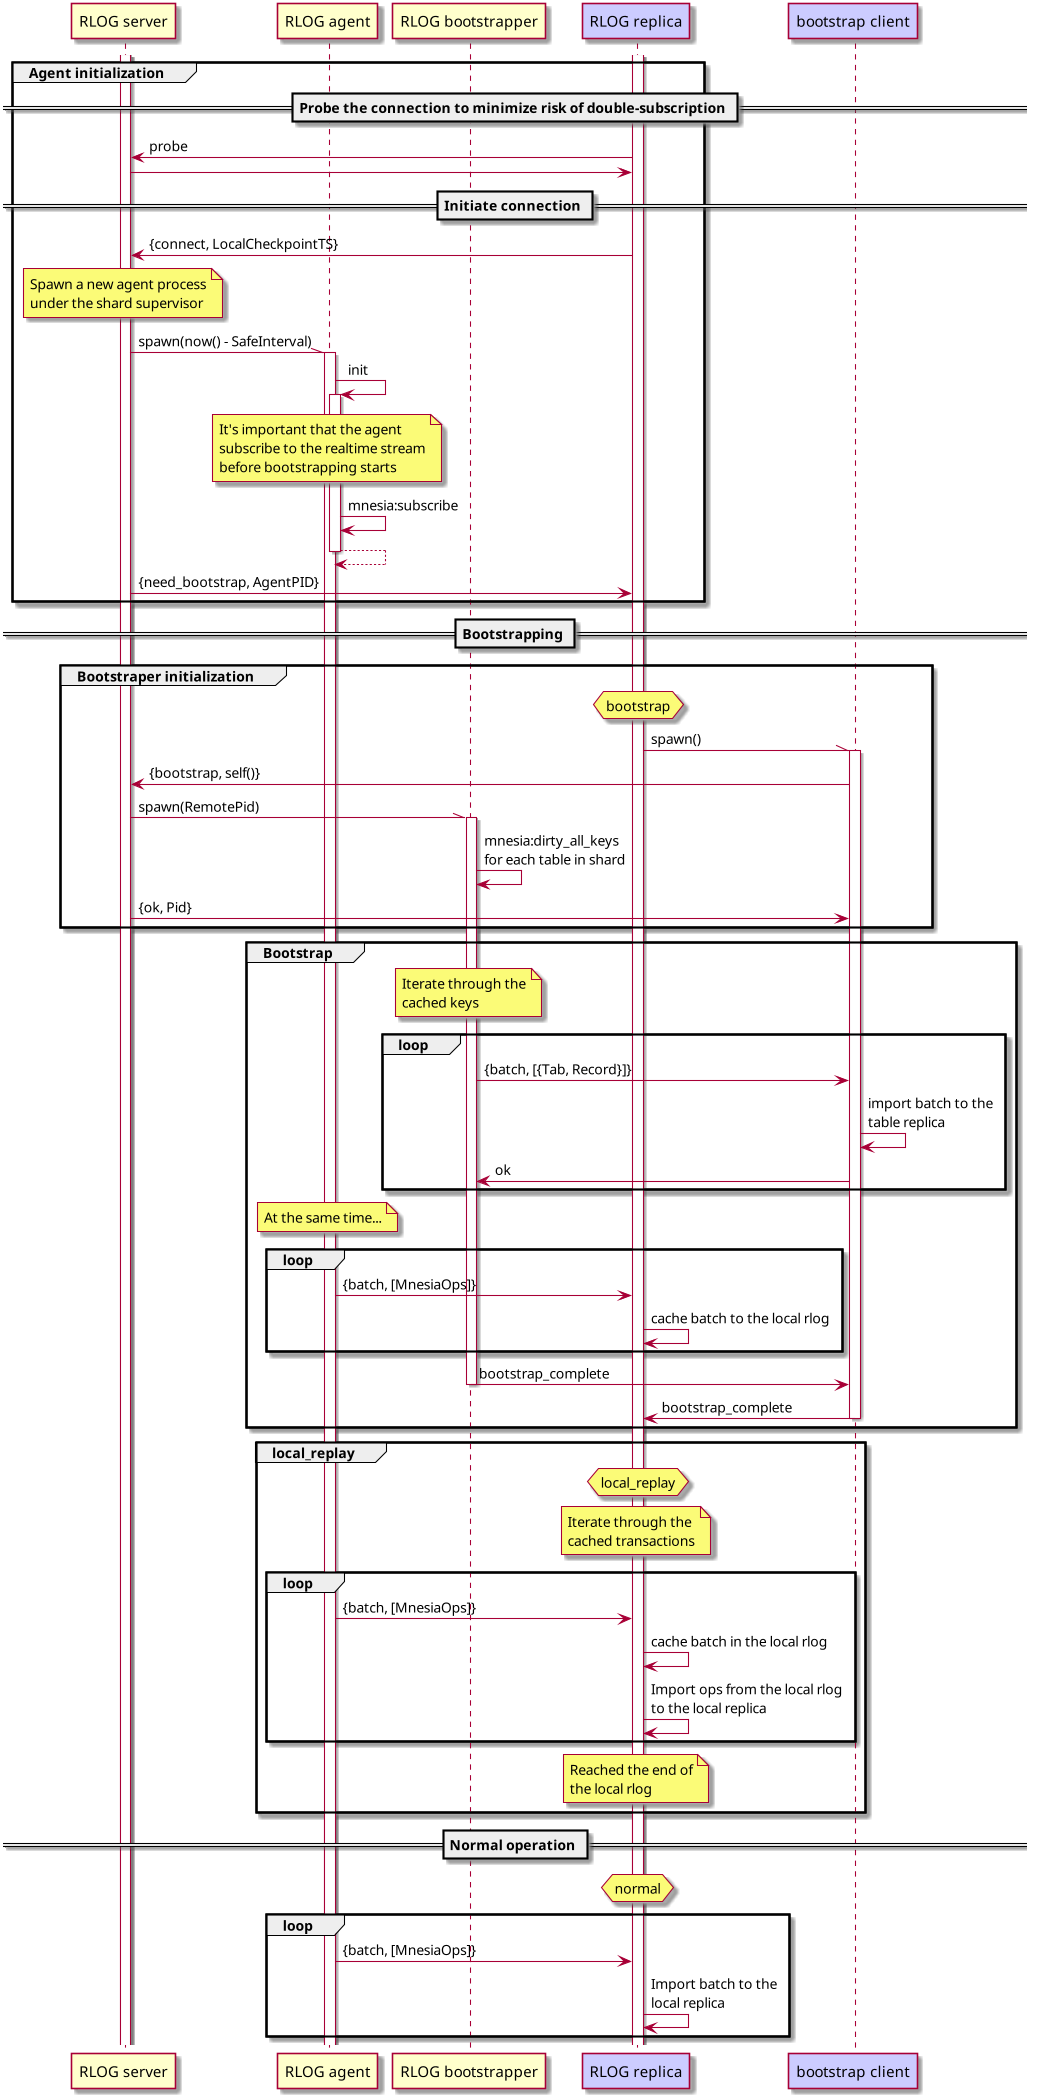 RLOG server
RLOG agent
RLOG bootstrapper
RLOG replica
bootstrap client
Agent initialization
Probe the connection to minimize risk of double-subscription
probe
Initiate connection
{connect, LocalCheckpointTS}
Spawn a new agent process
under the shard supervisor
spawn(now() - SafeInterval)
init
It's important that the agent
subscribe to the realtime stream
before bootstrapping starts
mnesia:subscribe
{need_bootstrap, AgentPID}
Bootstrapping
Bootstraper initialization
bootstrap
spawn()
{bootstrap, self()}
spawn(RemotePid)
mnesia:dirty_all_keys
for each table in shard
{ok, Pid}
Bootstrap
Iterate through the
cached keys
loop
{batch, [{Tab, Record}]}
import batch to the
table replica
ok
At the same time...
loop
{batch, [MnesiaOps]}
cache batch to the local rlog
bootstrap_complete
bootstrap_complete
local_replay
local_replay
Iterate through the
cached transactions
loop
{batch, [MnesiaOps]}
cache batch in the local rlog
Import ops from the local rlog
to the local replica
Reached the end of
the local rlog
Normal operation
normal
loop
{batch, [MnesiaOps]}
Import batch to the
local replica
RLOG server
RLOG agent
RLOG bootstrapper
RLOG replica
bootstrap client